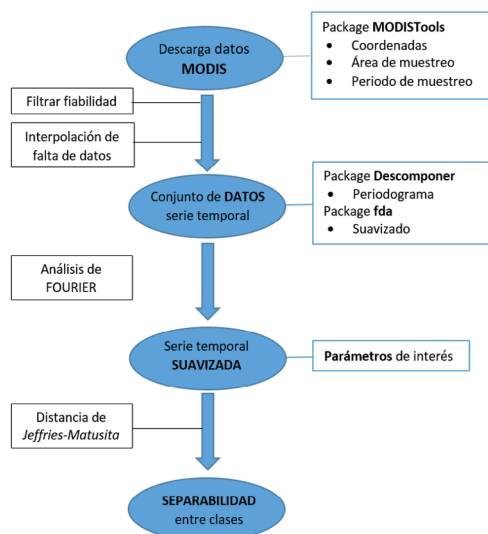 Descarga datos
MODIS
Package MODISTools
• Coordenadas
• Área de muestreo
• Periodo de muestreo
Filtrar fiabilidad
Interpolación de
falta de datos
Conjunto de DATOS
serie temporal
Package Descomponer
• Periodograma
Package fda
• Suavizado
Análisis de
FOURIER
Serie temporal
SUAVIZADA
Parámetros de interés
Distancia de
Jeffries-Matusita
SEPARABILIDAD
entre clases